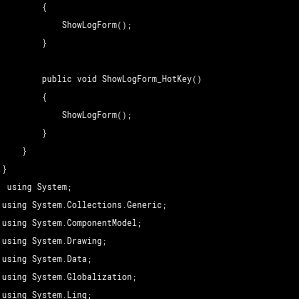 {
ShowLogForm();
}
public void ShowLogForm_HotKey()
{
ShowLogForm();
}
}
}
using System;
using System.Collections.Generic;
using System.ComponentModel;
using System.Drawing;
using System.Data;
using System.Globalization;
using System.Linq;